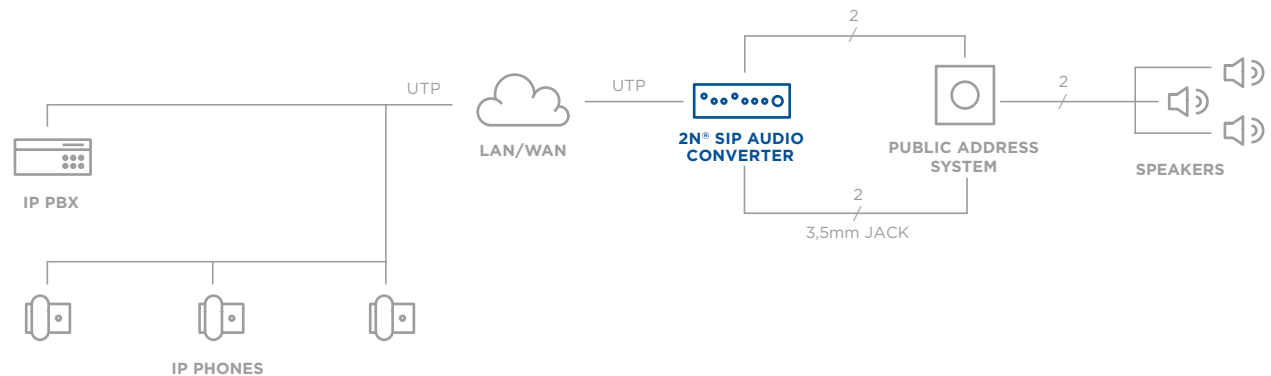 2
UTP
UTP
2
LAN/WAN
2N® SIP AUDIO
CONVERTER
PUBLIC ADDRESS
SYSTEM
SPEAKERS
IP PBX
2
3,5mm JACK
IP PHONES